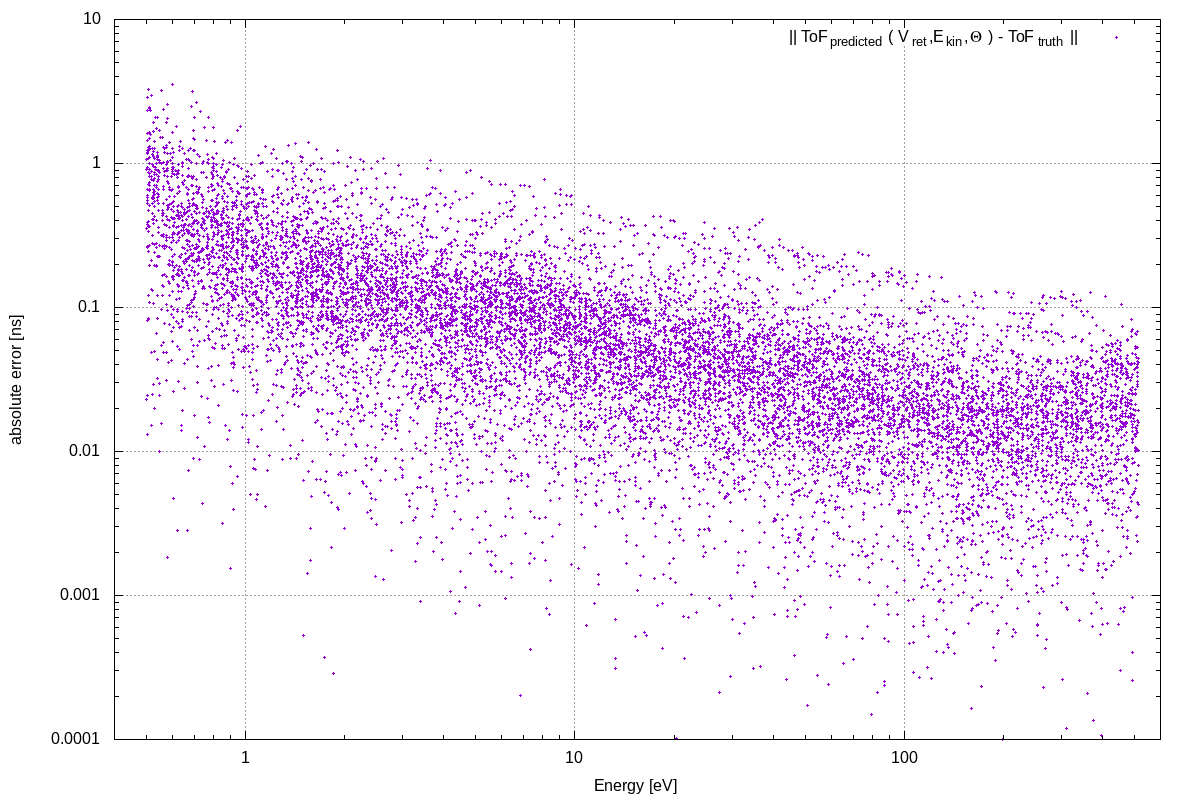 10
|| ToF predicted ( V ret ,E kin ,Θ ) - ToF truth ||
1
0.1
absolute error [ns]
0.01
0.001
0.0001
1 10 100
Energy [eV]